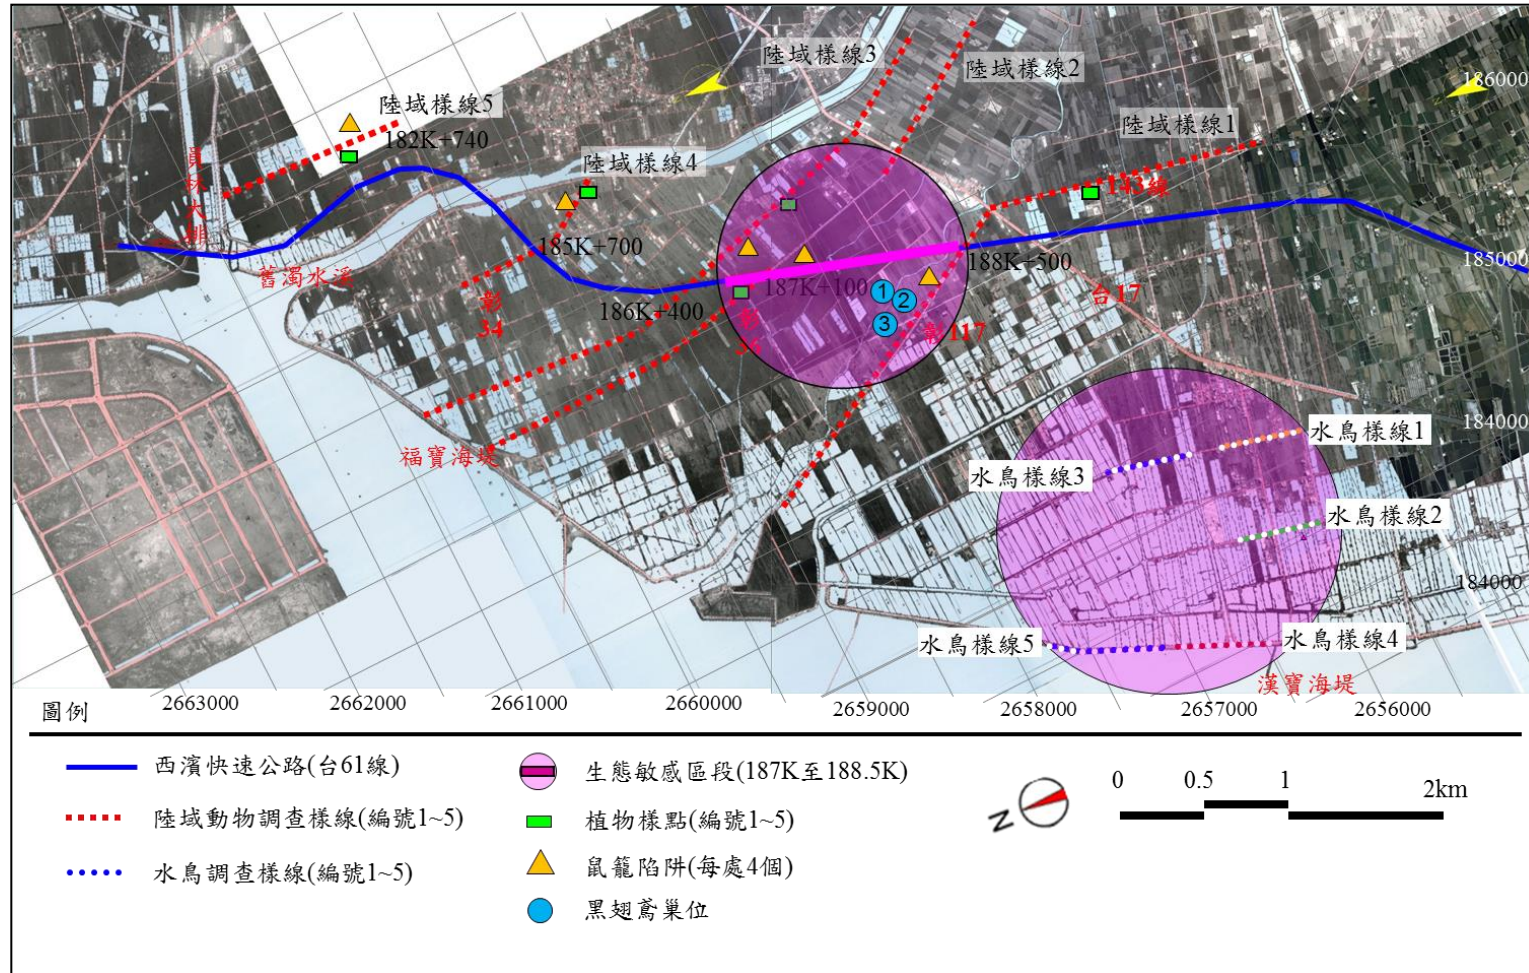 陸域樣線3
陸域樣線2
186000
陸域樣線5
182K+740
陸域樣線1
員林大排
陸域樣線4
143線
185K+700
舊濁水溪
188K+500
185000
187K+100
彰
34
186K+400
台17
1
2
3
彰117
福寶海堤
水鳥樣線1
184000
水鳥樣線3
水鳥樣線2
184000
水鳥樣線5
水鳥樣線4
漢寶海堤
2663000
2662000
2661000
2660000
2659000
2658000
2657000
2656000
圖例
西濱快速公路(台61線)
陸域動物調查樣線(編號1~5)
水鳥調查樣線(編號1~5)
生態敏感區段(187K至188.5K)
植物樣點(編號1~5)
鼠籠陷阱(每處4個)
黑翅鳶巢位
N
0 0.5 1 2km